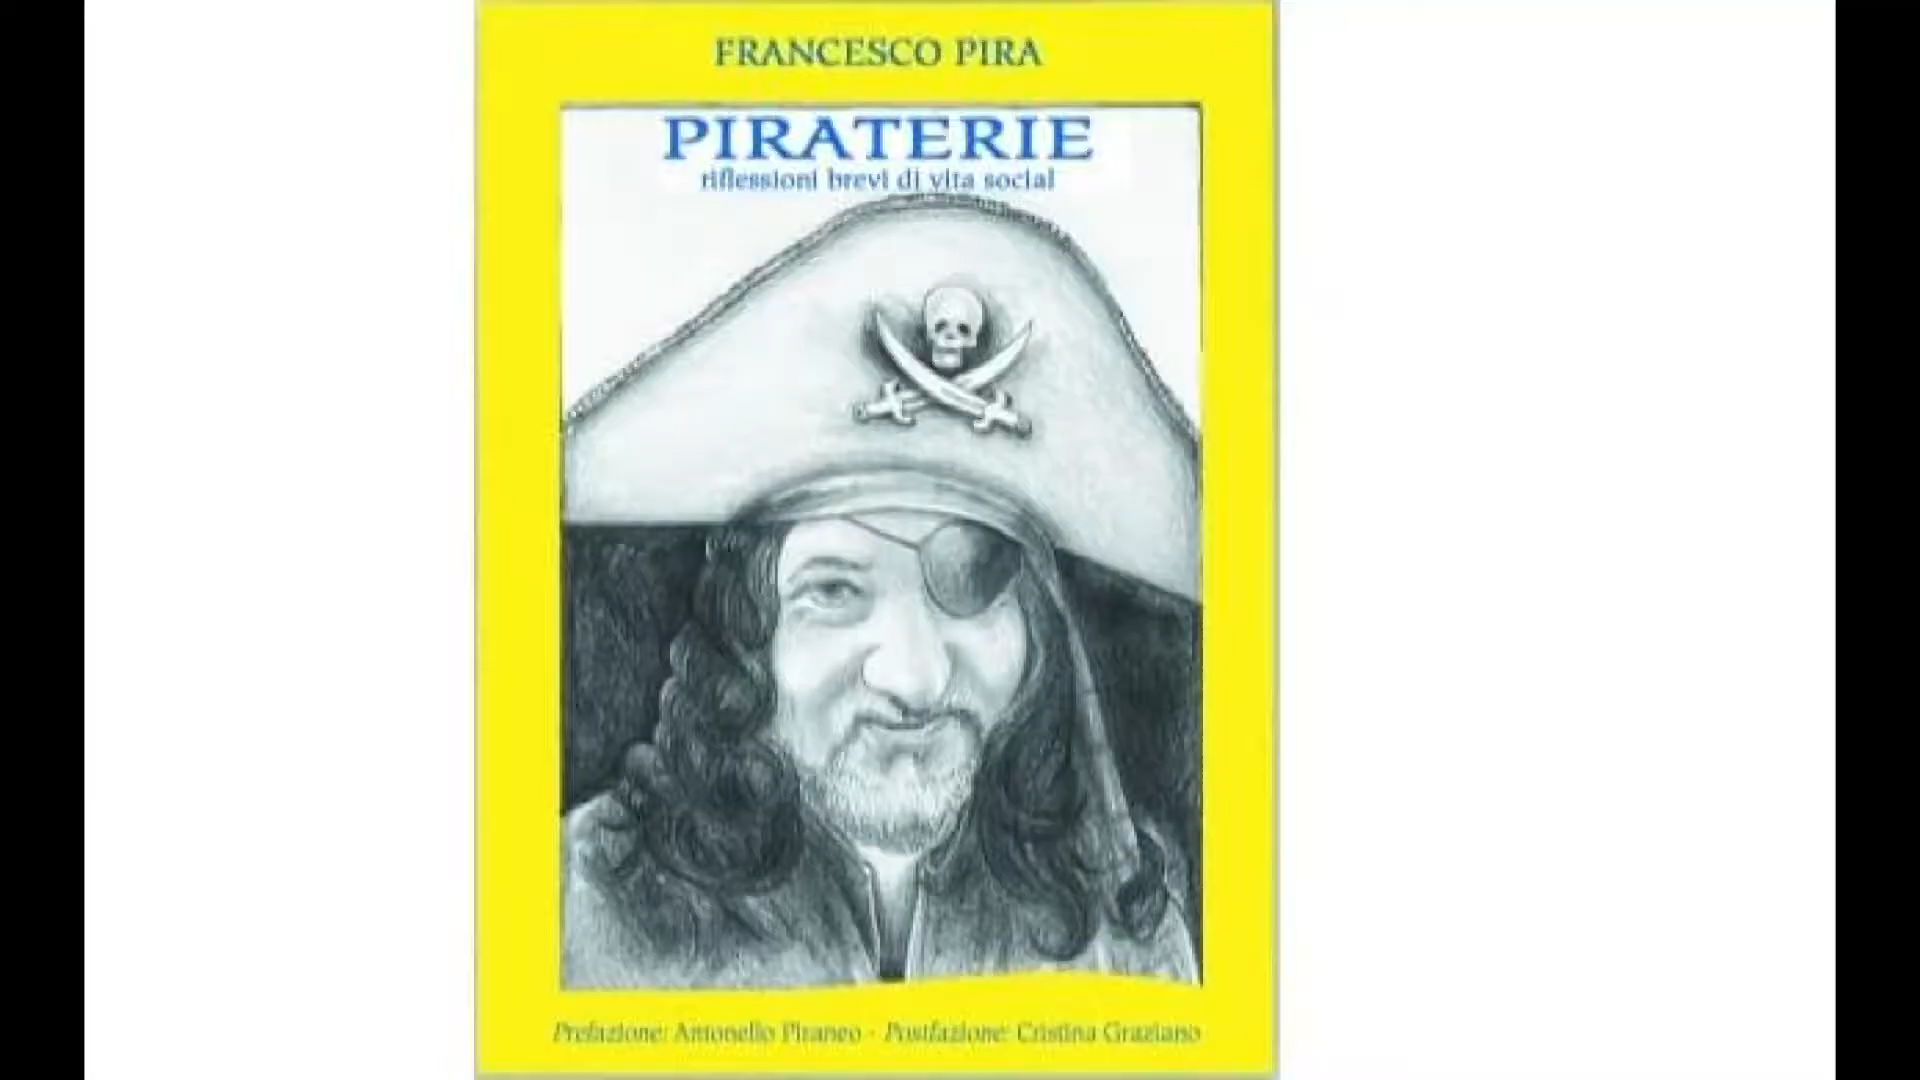 FRANCESCO PIRA
PIRATERIE
riflessioni brevi di vita social
Prefazione: Antonello Piraneo - Postfazione: Cristina Graziano